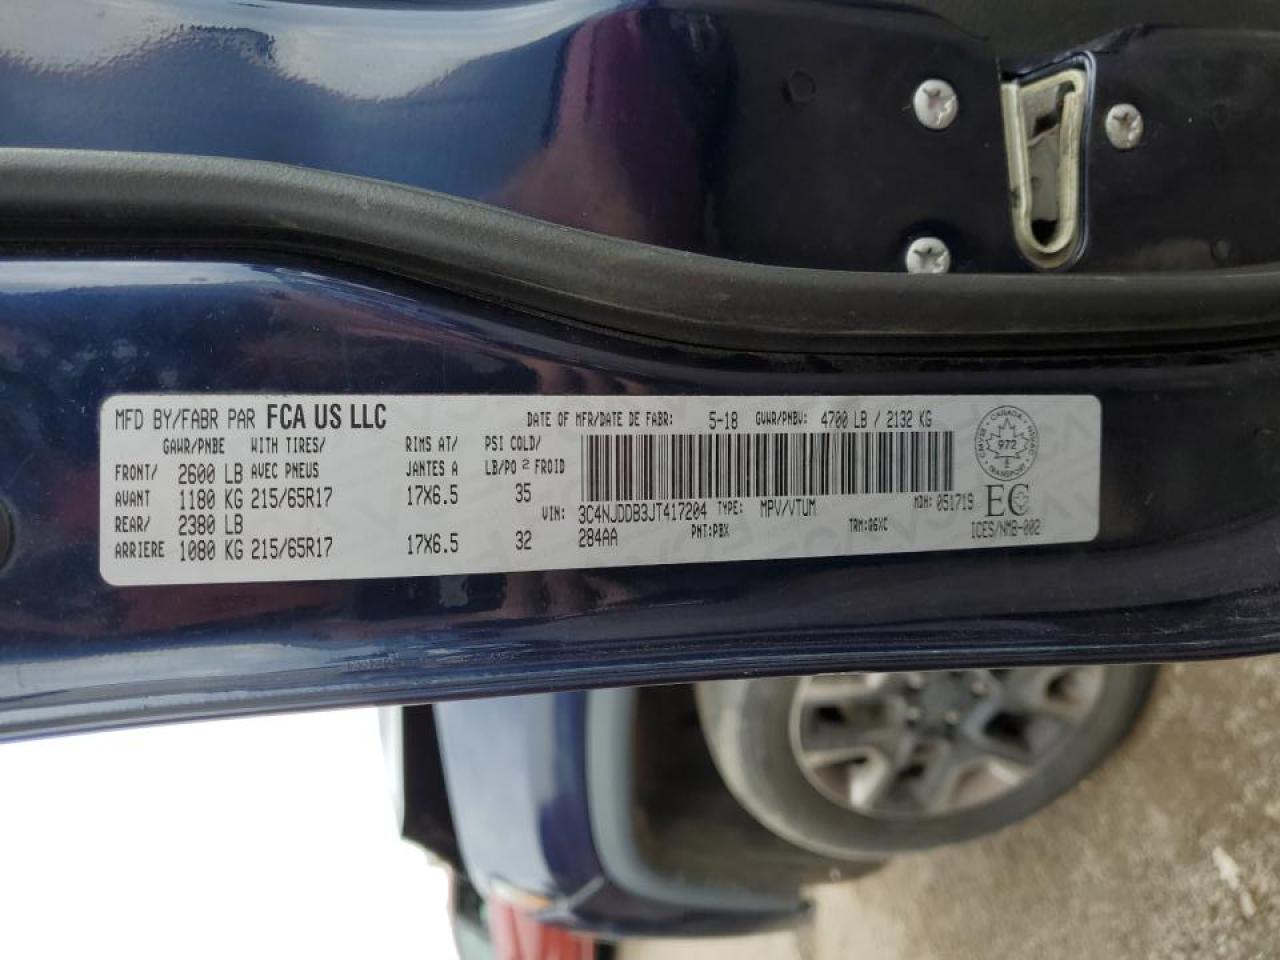 MFD BY/FABR PAR FCA US LLC DATE OF MFR/DATE DE FABR: 5-18 GVWR/PNBV: 4700 LB / 2132 KG
GAWR/PNBE WITH TIRES/ RIMS AT/ PSI COLD/
FRONT/ 2600 LB AVEC PNEUS JANTES A LB/PO 2 FROID
AVANT 1180 KG 215/65R17 17X6.5 35
REAR/ 2380 LB
ARRIERE 1080 KG 215/65R17 17X6.5 32
VIN: 3C4NJDDB3JT417204 TYPE: MPV/VTUM MDH: 051719
284AA PNT:PBX
CANADA
972
TRANSPORT
EC
ICES/NMB-002